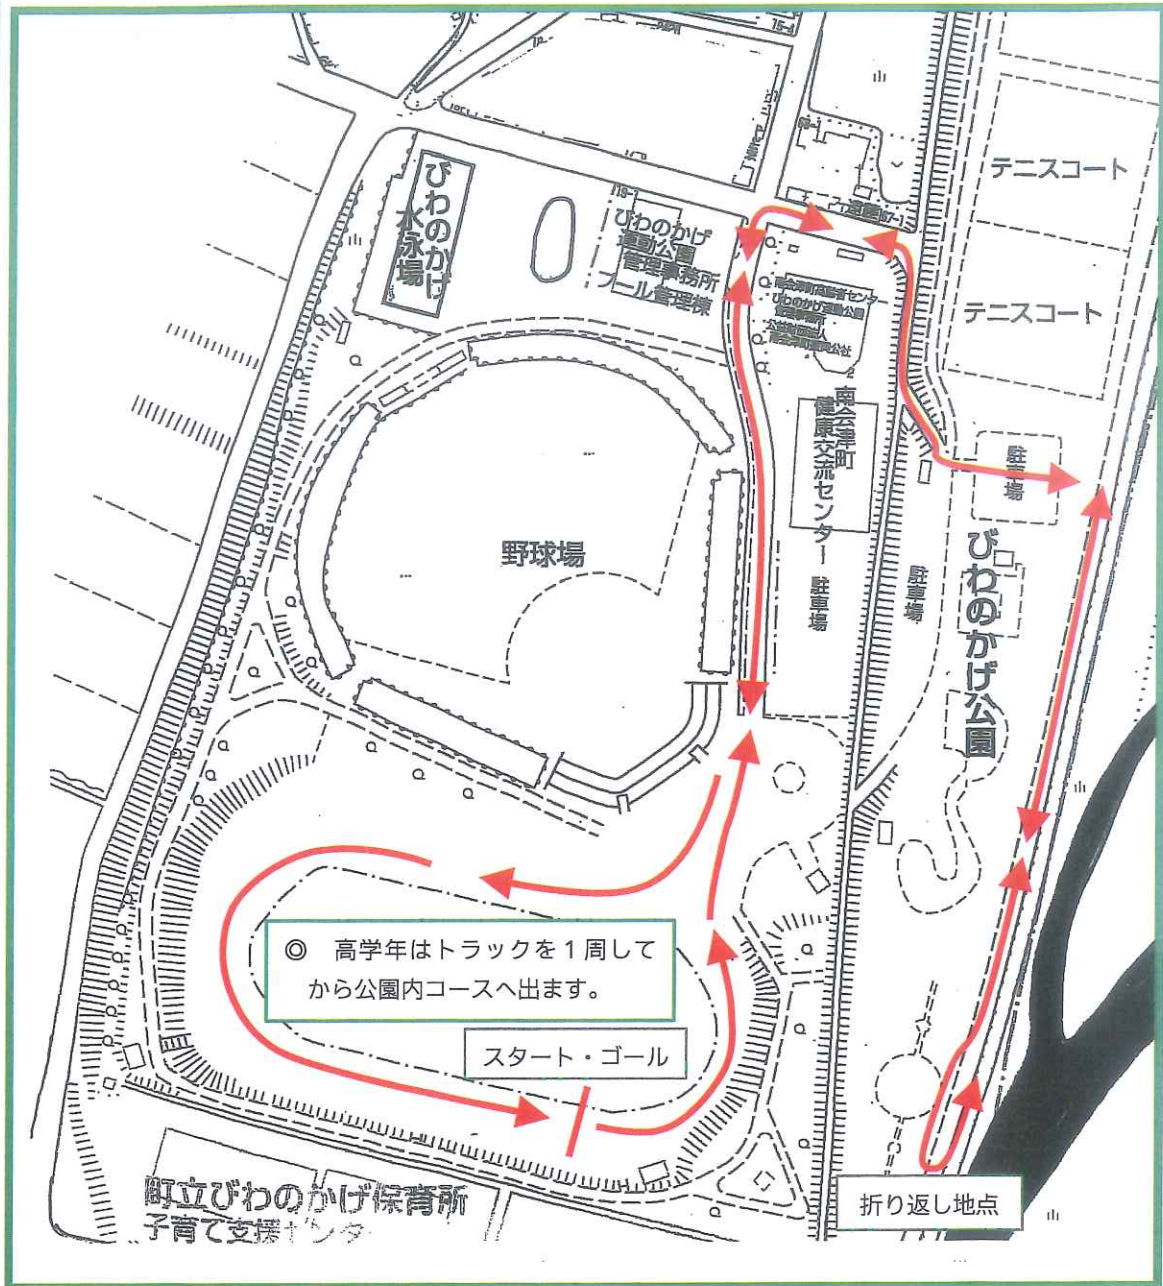 テニスコート
びわのかげ
水泳場
びわのかげ
運動公園
管理事務所
プール管理棟
テニスコート
南会津町
健康交流センター
駐車場
駐車場
駐車場
びわのかげ公園
野球場
◎ 高学年はトラックを1周して
から公園内コースへ出ます。
スタート・ゴール
折り返し地点
町立びわのかげ保育所
子育て支援センター